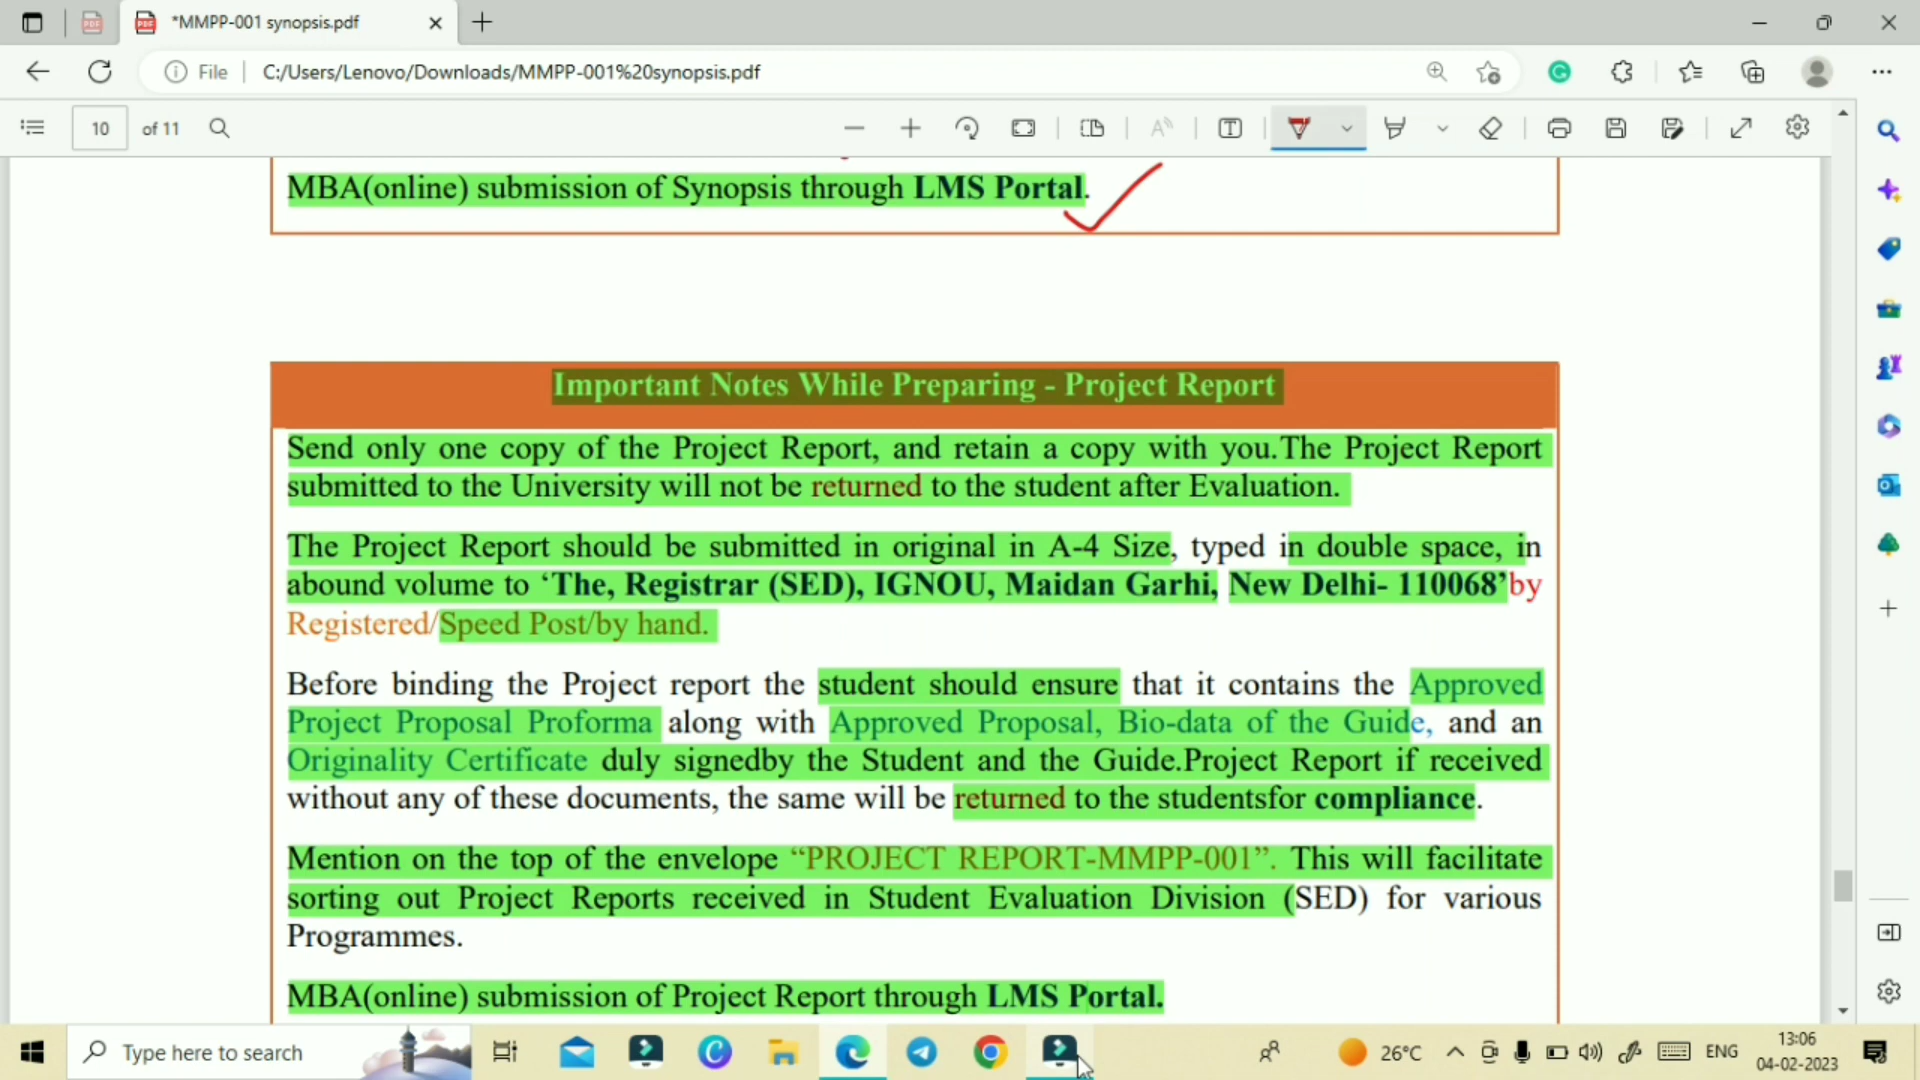 *MMPP-001 synopsis.pdf
File
C:/Users/Lenovo/Downloads/MMPP-001%20synopsis.pdf
10 of 11
MBA(online) submission of Synopsis through LMS Portal.
Important Notes While Preparing - Project Report
Send only one copy of the Project Report, and retain a copy with you.The Project Report
submitted to the University will not be returned to the student after Evaluation.
The Project Report should be submitted in original in A-4 Size, typed in double space, in
abound volume to ‘The, Registrar (SED), IGNOU, Maidan Garhi, New Delhi- 110068’by
Registered/Speed Post/by hand.
Before binding the Project report the student should ensure that it contains the Approved
Project Proposal Proforma along with Approved Proposal, Bio-data of the Guide, and an
Originality Certificate duly signedby the Student and the Guide.Project Report if received
without any of these documents, the same will be returned to the studentsfor compliance.
Mention on the top of the envelope “PROJECT REPORT-MMPP-001”. This will facilitate
sorting out Project Reports received in Student Evaluation Division (SED) for various
Programmes.
MBA(online) submission of Project Report through LMS Portal.
Type here to search
26°C
ENG
13:06
04-02-2023